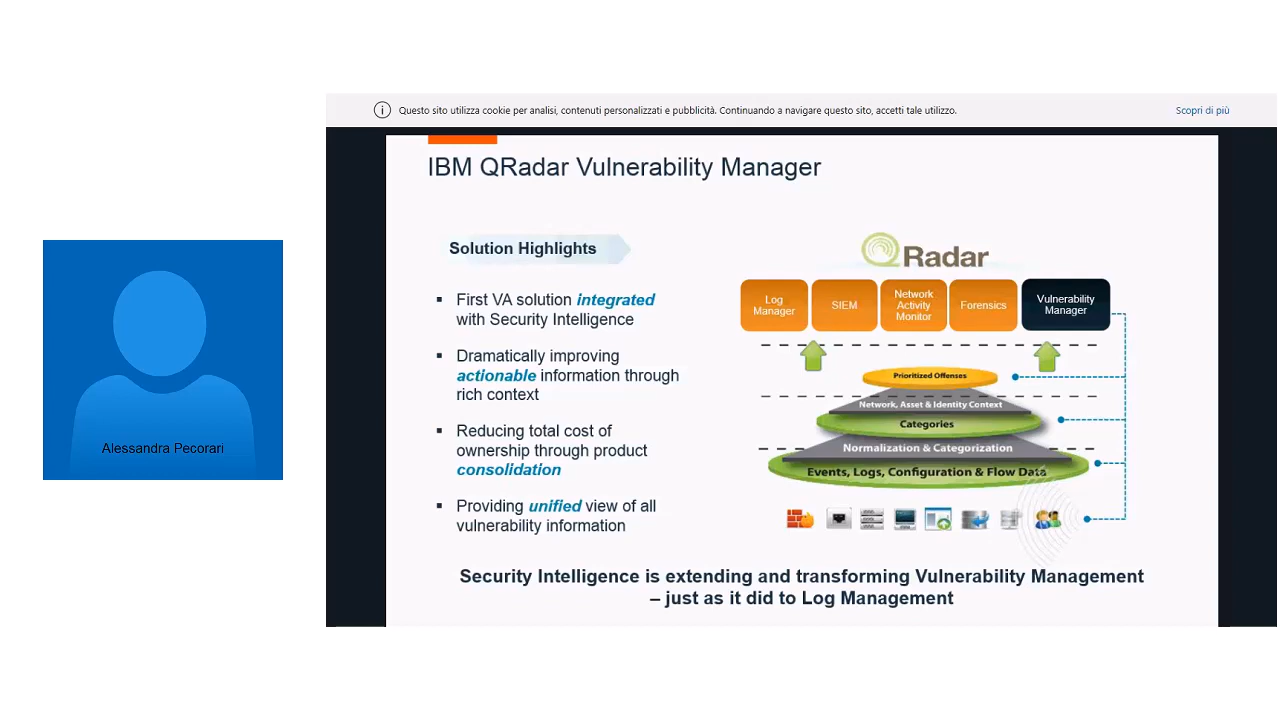 Questo sito utilizza cookie per analisi, contenuti personalizzati e pubblicità. Continuando a navigare questo sito, accetti tale utilizzo.
Scopri di più
IBM QRadar Vulnerability Manager
Solution Highlights
First VA solution integrated
with Security Intelligence
Dramatically improving
actionable information through
rich context
Reducing total cost of
ownership through product
consolidation
Providing unified view of all
vulnerability information
QRadar
Log
Manager
SIEM
Network
Activity
Monitor
Forensics
Vulnerability
Manager
Prioritized Offenses
Network, Asset & Identity Context
Categories
Normalization & Categorization
Events, Logs, Configuration & Flow Data
Security Intelligence is extending and transforming Vulnerability Management
– just as it did to Log Management
Alessandra Pecorari